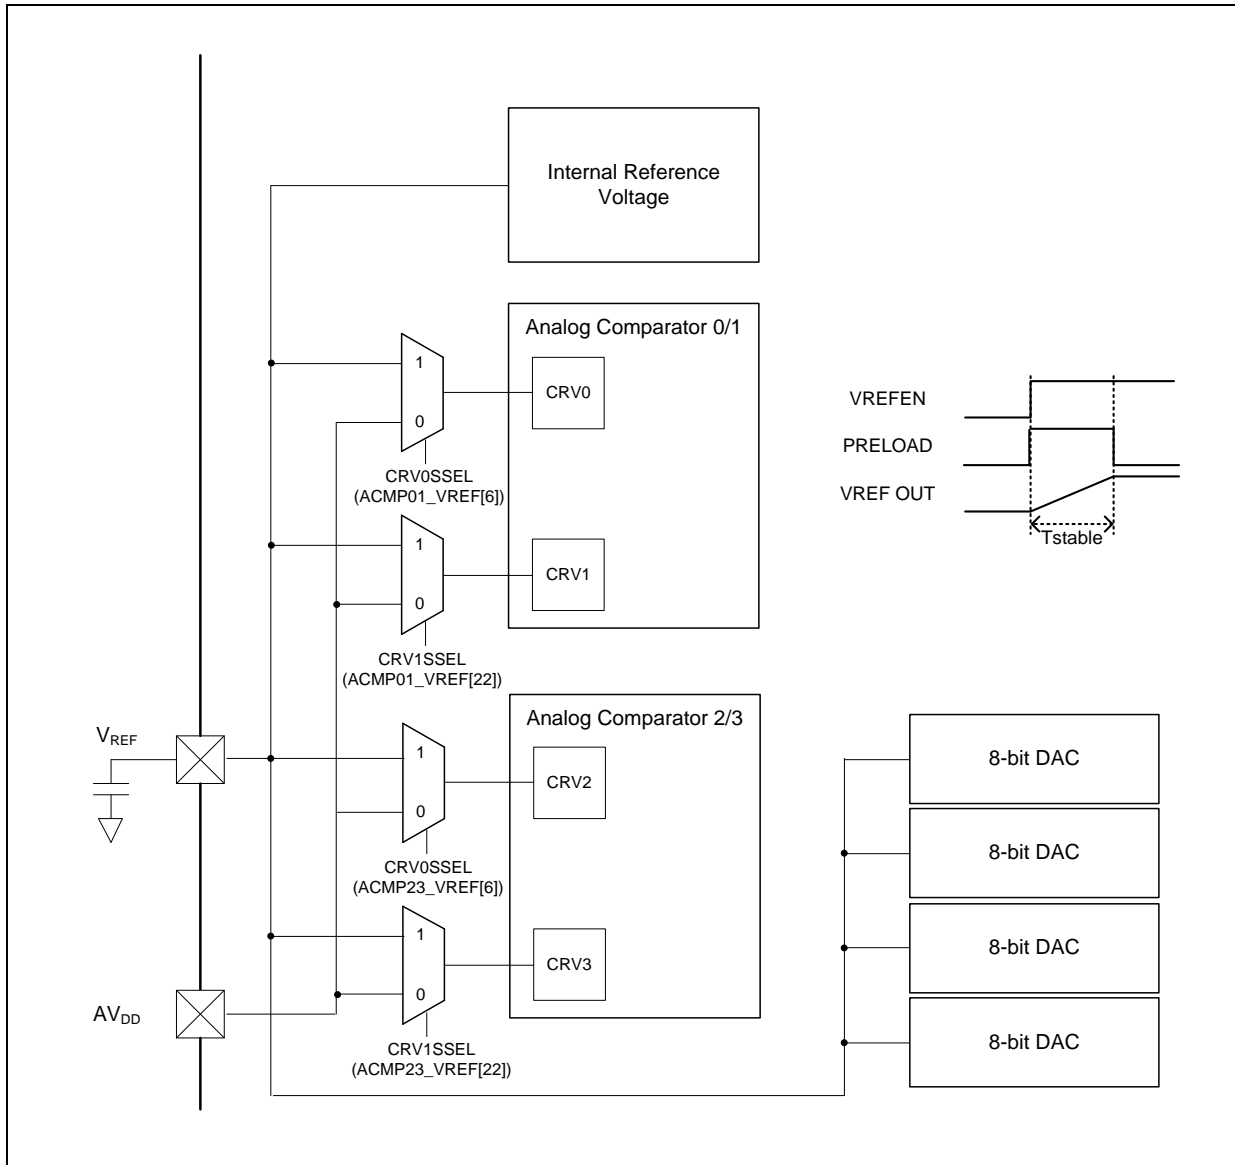 Internal Reference
Voltage
Analog Comparator 0/1
1
0
CRV0
CRV0SSEL
(ACMP01_VREF[6])
1
0
CRV1
CRV1SSEL
(ACMP01_VREF[22])
VREFEN
PRELOAD
VREF OUT
Tstable
VREF
Analog Comparator 2/3
1
0
CRV2
CRV0SSEL
(ACMP23_VREF[6])
1
0
CRV3
CRV1SSEL
(ACMP23_VREF[22])
AVDD
8-bit DAC
8-bit DAC
8-bit DAC
8-bit DAC